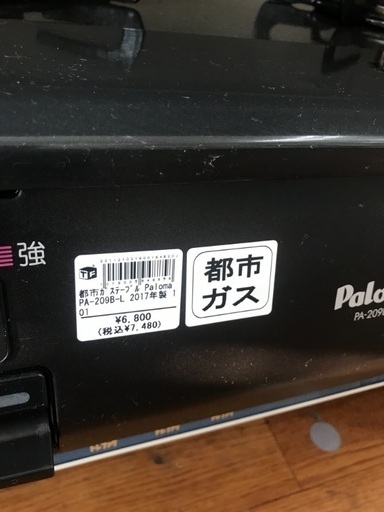 強
都市ガステーブル Paloma
PA-209B-L 2017年製 1
01
¥6,800
(税込¥7,480)
都市
ガス
Palo
PA-209